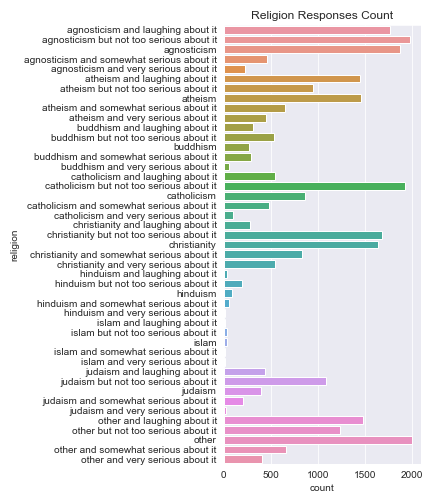 Religion Responses Count
agnosticism and laughing about it
agnosticism but not too serious about it
agnosticism
agnosticism and somewhat serious about it
agnosticism and very serious about it
atheism and laughing about it
atheism but not too serious about it
atheism
atheism and somewhat serious about it
atheism and very serious about it
buddhism and laughing about it
buddhism but not too serious about it
buddhism
buddhism and somewhat serious about it
buddhism and very serious about it
catholicism and laughing about it
catholicism but not too serious about it
catholicism
catholicism and somewhat serious about it
catholicism and very serious about it
christianity and laughing about it
christianity but not too serious about it
christianity
christianity and somewhat serious about it
christianity and very serious about it
hinduism and laughing about it
hinduism but not too serious about it
hinduism
hinduism and somewhat serious about it
hinduism and very serious about it
islam and laughing about it
islam but not too serious about it
islam
islam and somewhat serious about it
islam and very serious about it
judaism and laughing about it
judaism but not too serious about it
judaism
judaism and somewhat serious about it
judaism and very serious about it
other and laughing about it
other but not too serious about it
other
other and somewhat serious about it
other and very serious about it
religion
0 500 1000 1500 2000
count